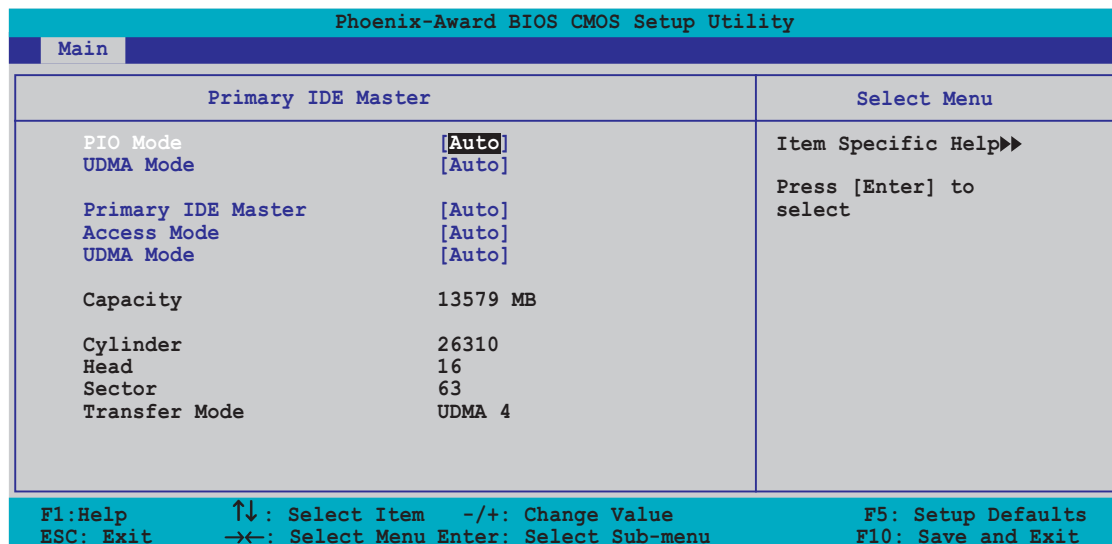 Phoenix-Award BIOS CMOS Setup Utility
Main
Primary IDE Master
Select Menu
PIO Mode [Auto]
UDMA Mode [Auto]
Primary IDE Master [Auto]
Access Mode [Auto]
UDMA Mode [Auto]
Capacity 13579 MB
Cylinder 26310
Head 16
Sector 63
Transfer Mode UDMA 4
Item Specific Help▶▶
Press [Enter] to
select
F1:Help ↑↓: Select Item -/+: Change Value F5: Setup Defaults
ESC: Exit →←: Select Menu Enter: Select Sub-menu F10: Save and Exit